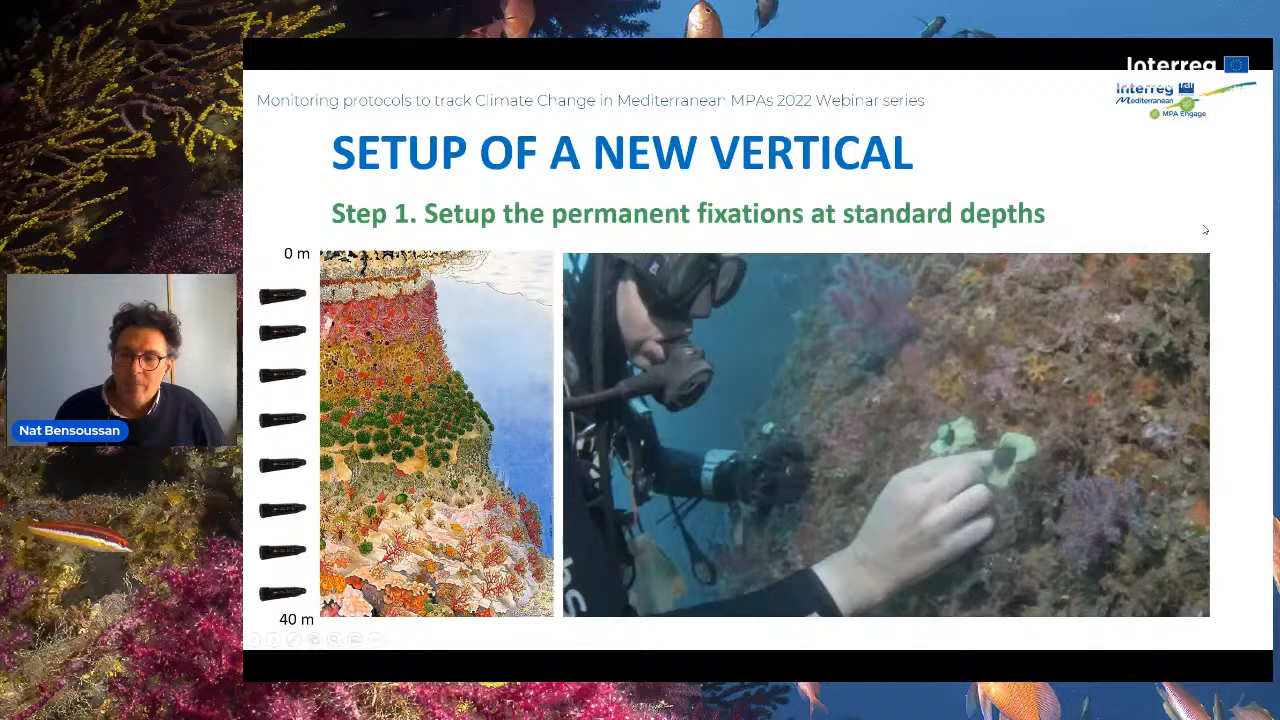 Interreg
Interreg
Mediterranean
MPA Engage
Monitoring protocols to track Climate Change in Mediterranean MPAs 2022 Webinar series
SETUP OF A NEW VERTICAL
Step 1. Setup the permanent fixations at standard depths
0 m
40 m
Nat Bensoussan